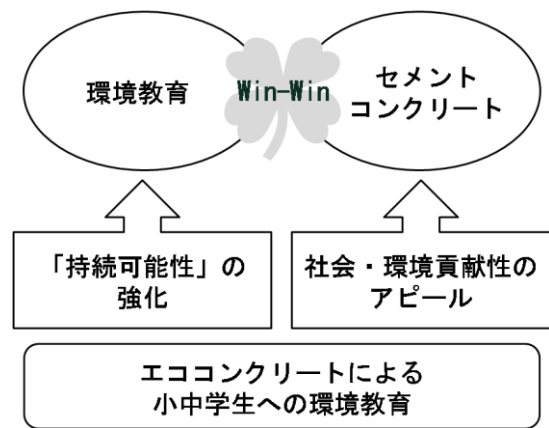 環境教育
Win-Win
セメント
コンクリート
「持続可能性」の
強化
社会・環境貢献性の
アピール
エココンクリートによる
小中学生への環境教育